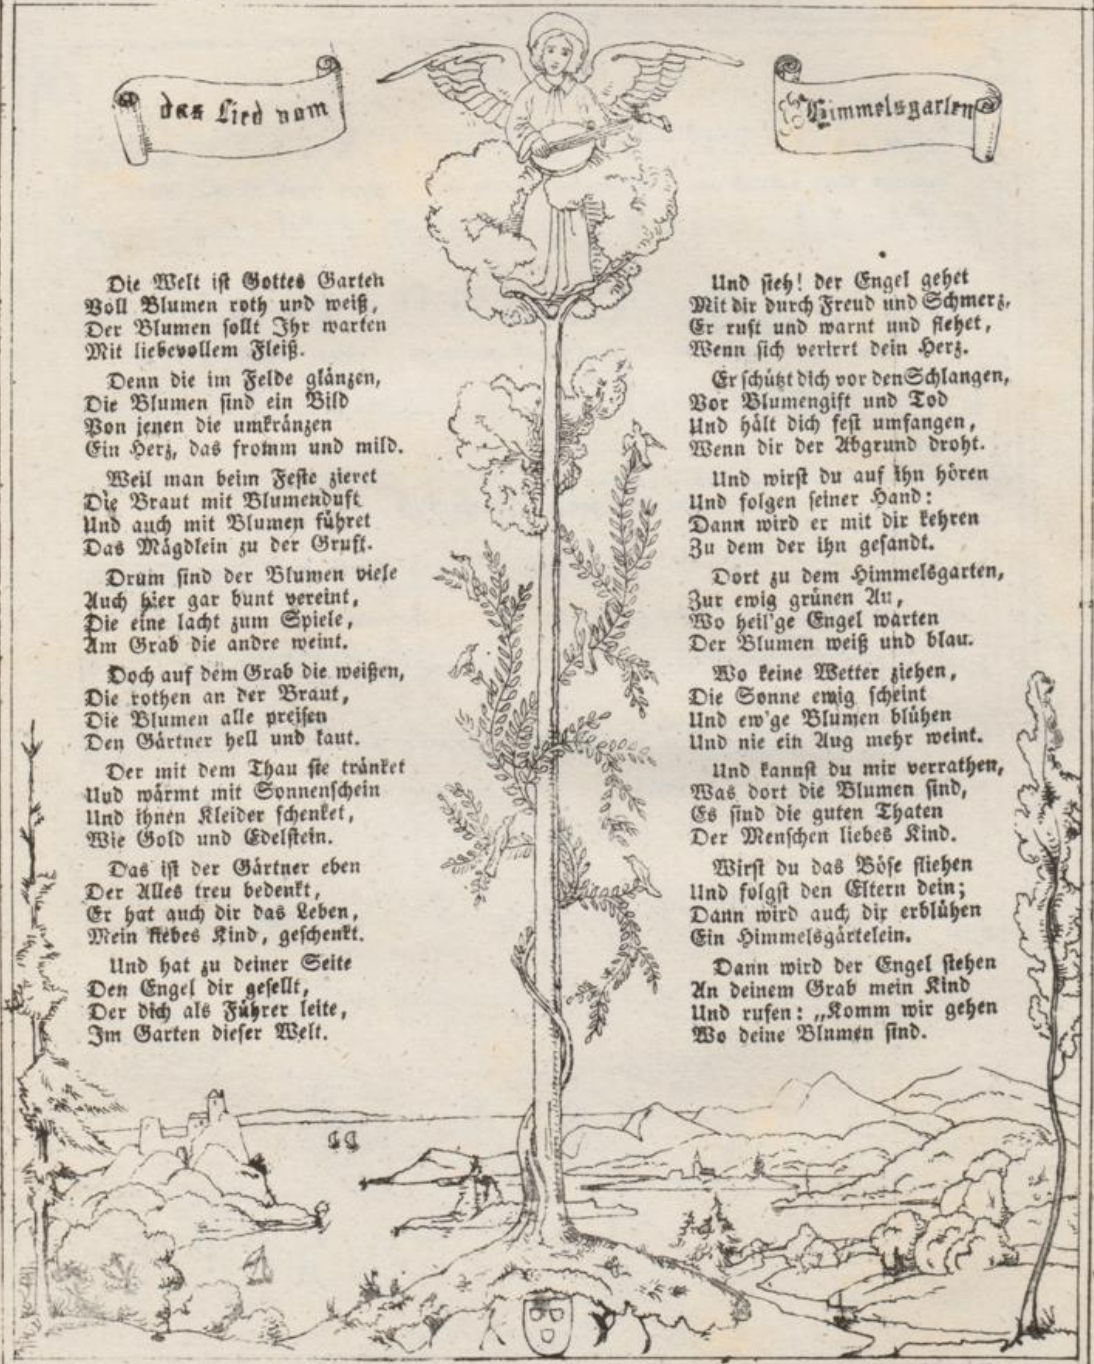 das Lied vom
Himmelsgarten
Die Welt ist Gottes Garten
Voll Blumen roth und weiß,
Der Blumen sollt Ihr warten
Mit liebevollem Fleiß.
Denn die im Felde glänzen,
Die Blumen sind ein Bild
Von jenen die umkränzen
Ein Herz, das fromm und mild.
Weil man beim Feste zieret
Die Braut mit Blumenduft
Und auch mit Blumen führet
Das Mägdlein zu der Gruft.
Drum sind der Blumen viele
Auch hier gar bunt vereint,
Die eine lacht zum Spiele,
Am Grab die andre weint.
Doch auf dem Grab die weißen,
Die rothen an der Braut,
Die Blumen alle preisen
Den Gärtner hell und laut.
Der mit dem Thau sie tränket
Und wärmt mit Sonnenschein
Und ihnen Kleider schenket,
Wie Gold und Edelstein.
Das ist der Gärtner eben
Der Alles treu bedenkt,
Er hat auch dir das Leben,
Mein liebes Kind, geschenkt.
Und hat zu deiner Seite
Den Engel dir gesellt,
Der dich als Führer leite,
Im Garten dieser Welt.
Und sieh! der Engel gehet
Mit dir durch Freud und Schmerz,
Er ruft und warnt und flehet,
Wenn sich verirrt dein Herz.
Er schützt dich vor den Schlangen,
Vor Blumengift und Tod
Und hält dich fest umfangen,
Wenn dir der Abgrund droht.
Und wirst du auf ihn hören
Und folgen seiner Hand:
Dann wird er mit dir kehren
Zu dem der ihn gesandt.
Dort zu dem Himmelsgarten,
Zur ewig grünen Au,
Wo heil'ge Engel warten
Der Blumen weiß und blau.
Wo keine Wetter ziehen,
Die Sonne ewig scheint
Und ew'ge Blumen blühen
Und nie ein Aug mehr weint.
Und kannst du mir verrathen,
Was dort die Blumen sind,
Es sind die guten Thaten
Der Menschen liebes Kind.
Wirst du das Böse fliehen
Und folgst den Eltern dein;
Dann wird auch dir erblühen
Ein Himmelsgärtelein.
Dann wird der Engel stehen
An deinem Grab mein Kind
Und rufen: „Komm wir gehen
Wo deine Blumen sind.